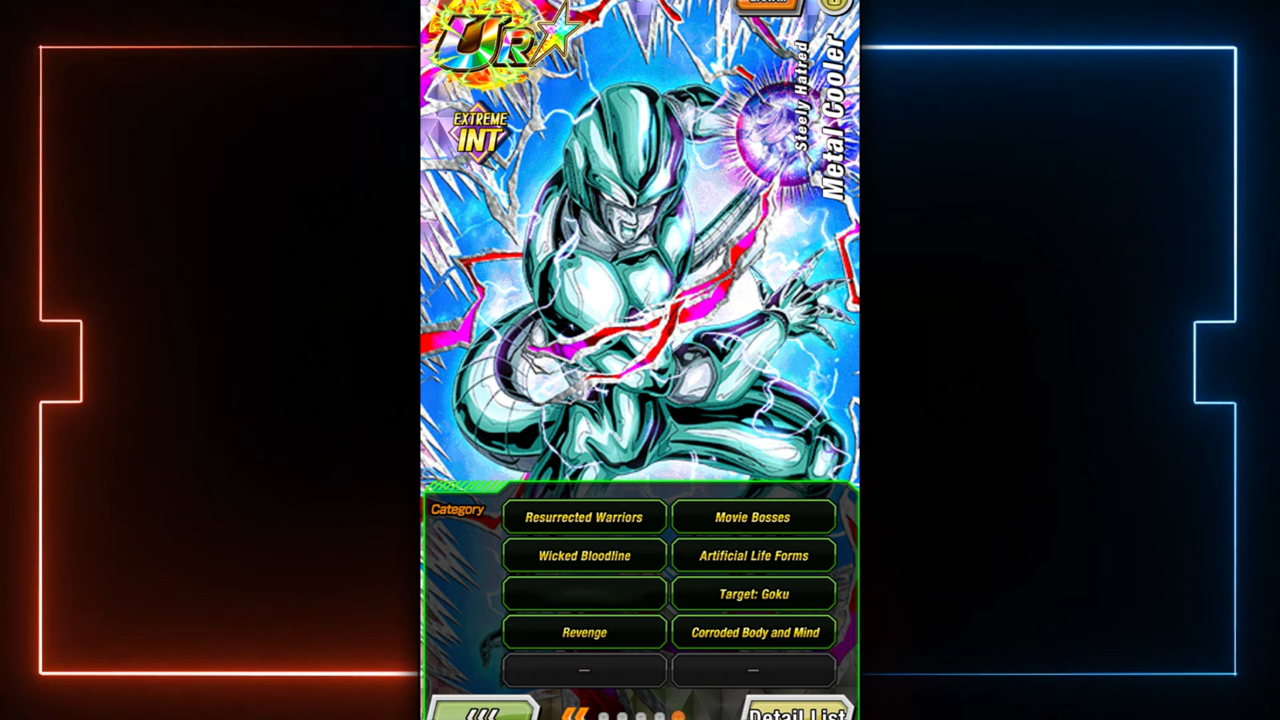 UR
EXTREME
INT
Steely Hatred
Metal Cooler
Category
Resurrected Warriors
Movie Bosses
Wicked Bloodline
Artificial Life Forms
Target: Goku
Revenge
Corroded Body and Mind
—
—
Detail List